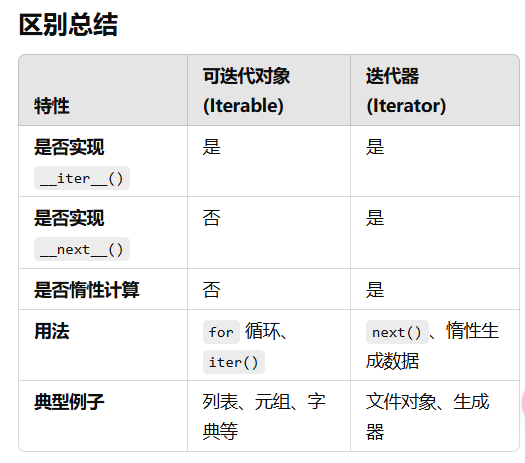 区别总结
特性
可迭代对象
(Iterable)
迭代器
(Iterator)
是否实现
__iter__()
是
是
是否实现
__next__()
否
是
是否惰性计算
否
是
用法
for 循环、
iter()
next() 、惰性生
成数据
典型例子
列表、元组、字
典等
文件对象、生成
器